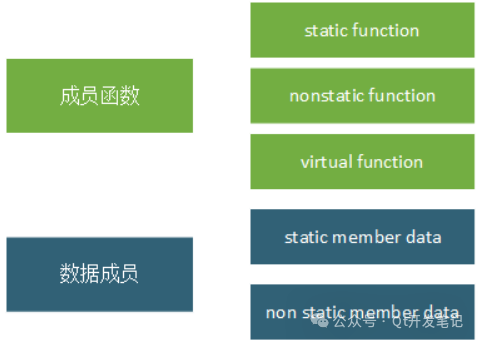 static function
成员函数
nonstatic function
virtual function
static member data
数据成员
non static member data
公众号 · Qt开发笔记